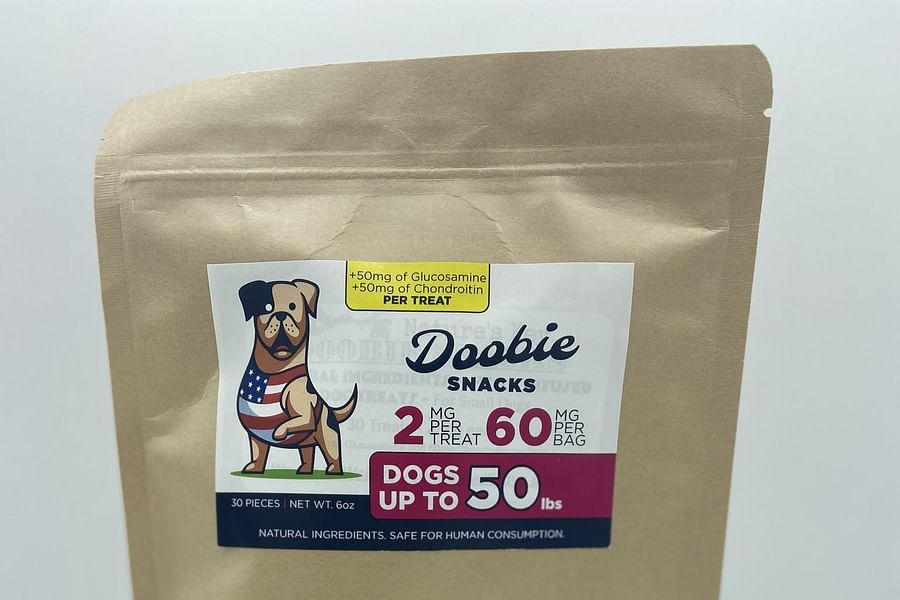 +50mg of Glucosamine
+50mg of Chondroitin
PER TREAT
Doobie
SNACKS
2 MG PER TREAT 60 MG PER BAG
DOGS UP TO 50 lbs
30 PIECES | NET WT. 6oz
NATURAL INGREDIENTS. SAFE FOR HUMAN CONSUMPTION.